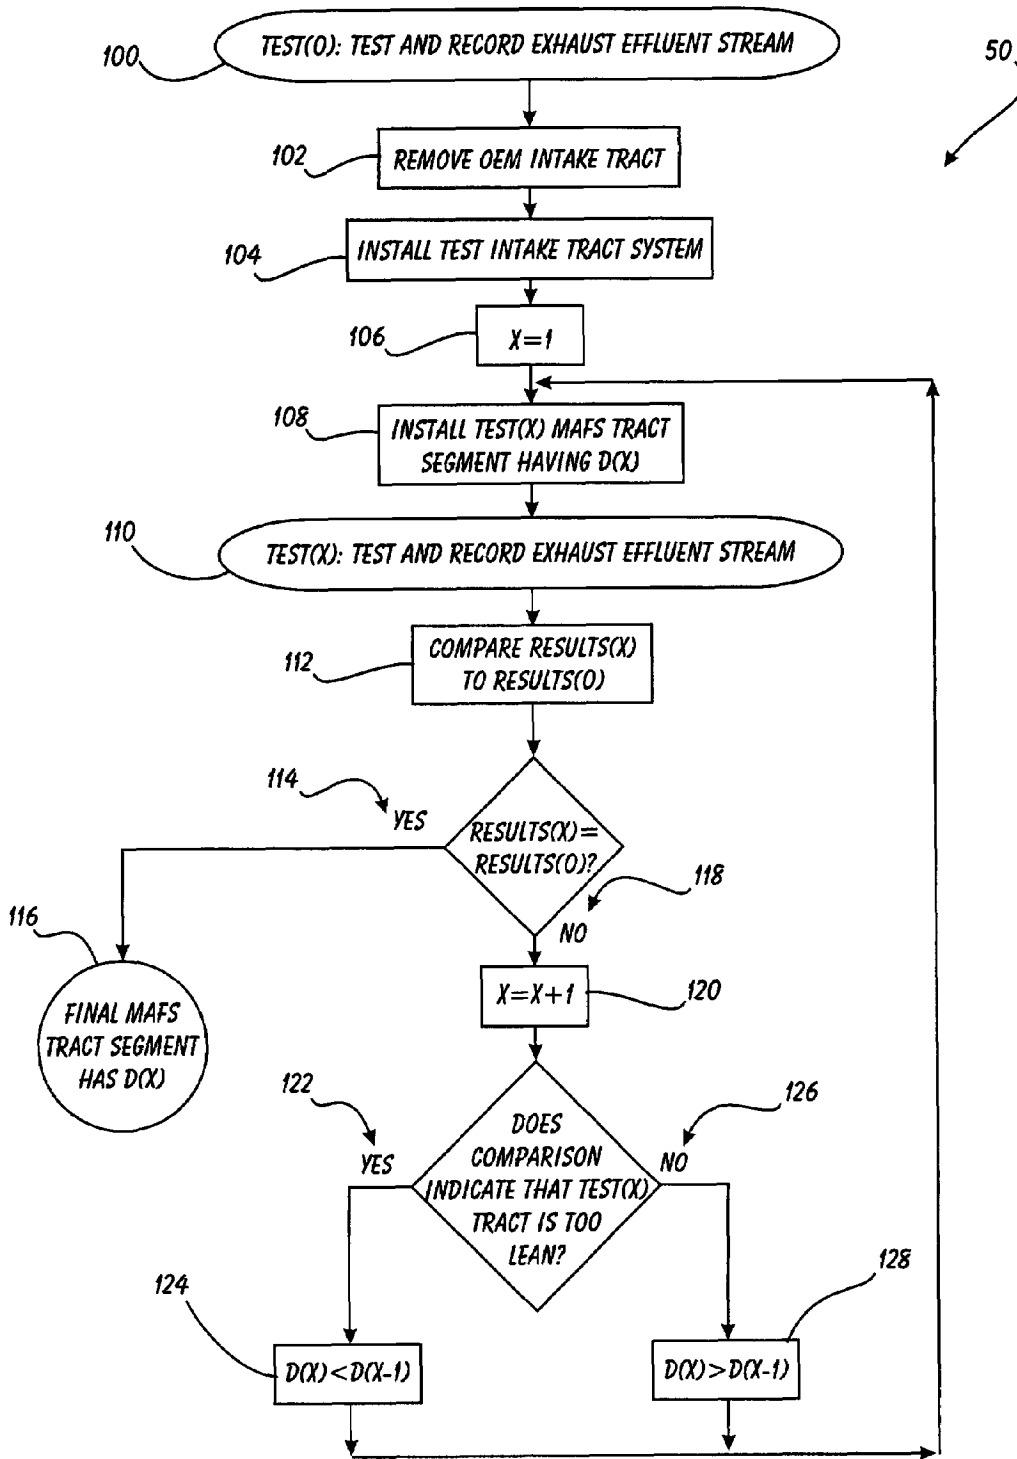 TEST(O): TEST AND RECORD EXHAUST EFFLUENT STREAM
100
50
102
REMOVE OEM INTAKE TRACT
104
INSTALL TEST INTAKE TRACT SYSTEM
106
X=1
108
INSTALL TEST(X) MAFS TRACT
SEGMENT HAVING D(X)
110
TEST(X): TEST AND RECORD EXHAUST EFFLUENT STREAM
112
COMPARE RESULTS(X)
TO RESULTS(O)
114
YES
RESULTS(X)=
RESULTS(O)?
118
NO
116
FINAL MAFS
TRACT SEGMENT
HAS D(X)
X=X+1
120
122
YES
DOES
COMPARISON
INDICATE THAT TEST(X)
TRACT IS TOO
LEAN?
126
NO
124
D(X)<D(X-1)
128
D(X)>D(X-1)